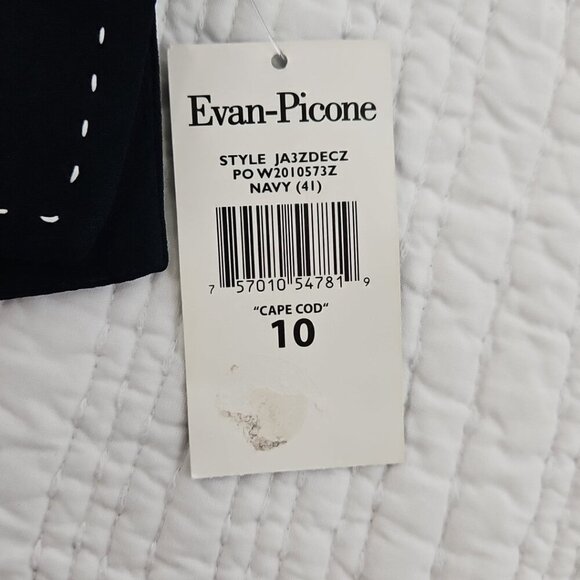 Evan-Picone
STYLE JA3ZDECZ
PO W2010573Z
NAVY (41)
7 57010 54781 9
"CAPE COD"
10